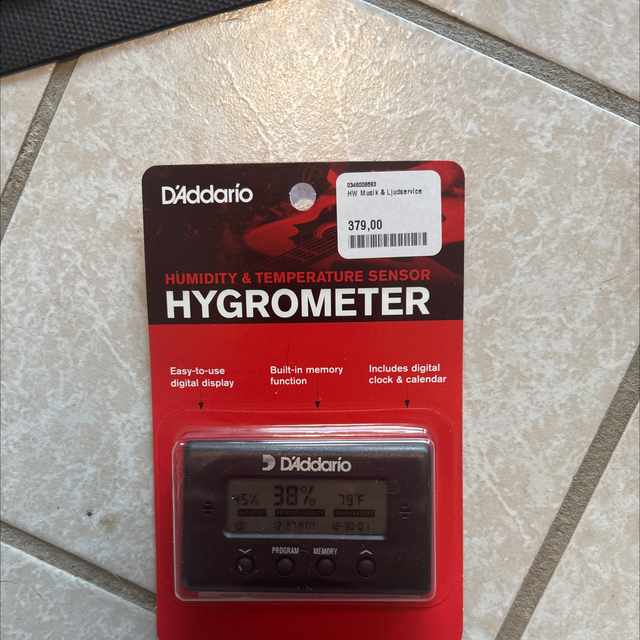 D'Addario
0346008593
HW Musik & Ljudservice
379,00
HUMIDITY & TEMPERATURE SENSOR
HYGROMETER
Easy-to-use
digital display
Built-in memory
function
Includes digital
clock & calendar
D'Addario
38%
79°F
PROGRAM
MEMORY